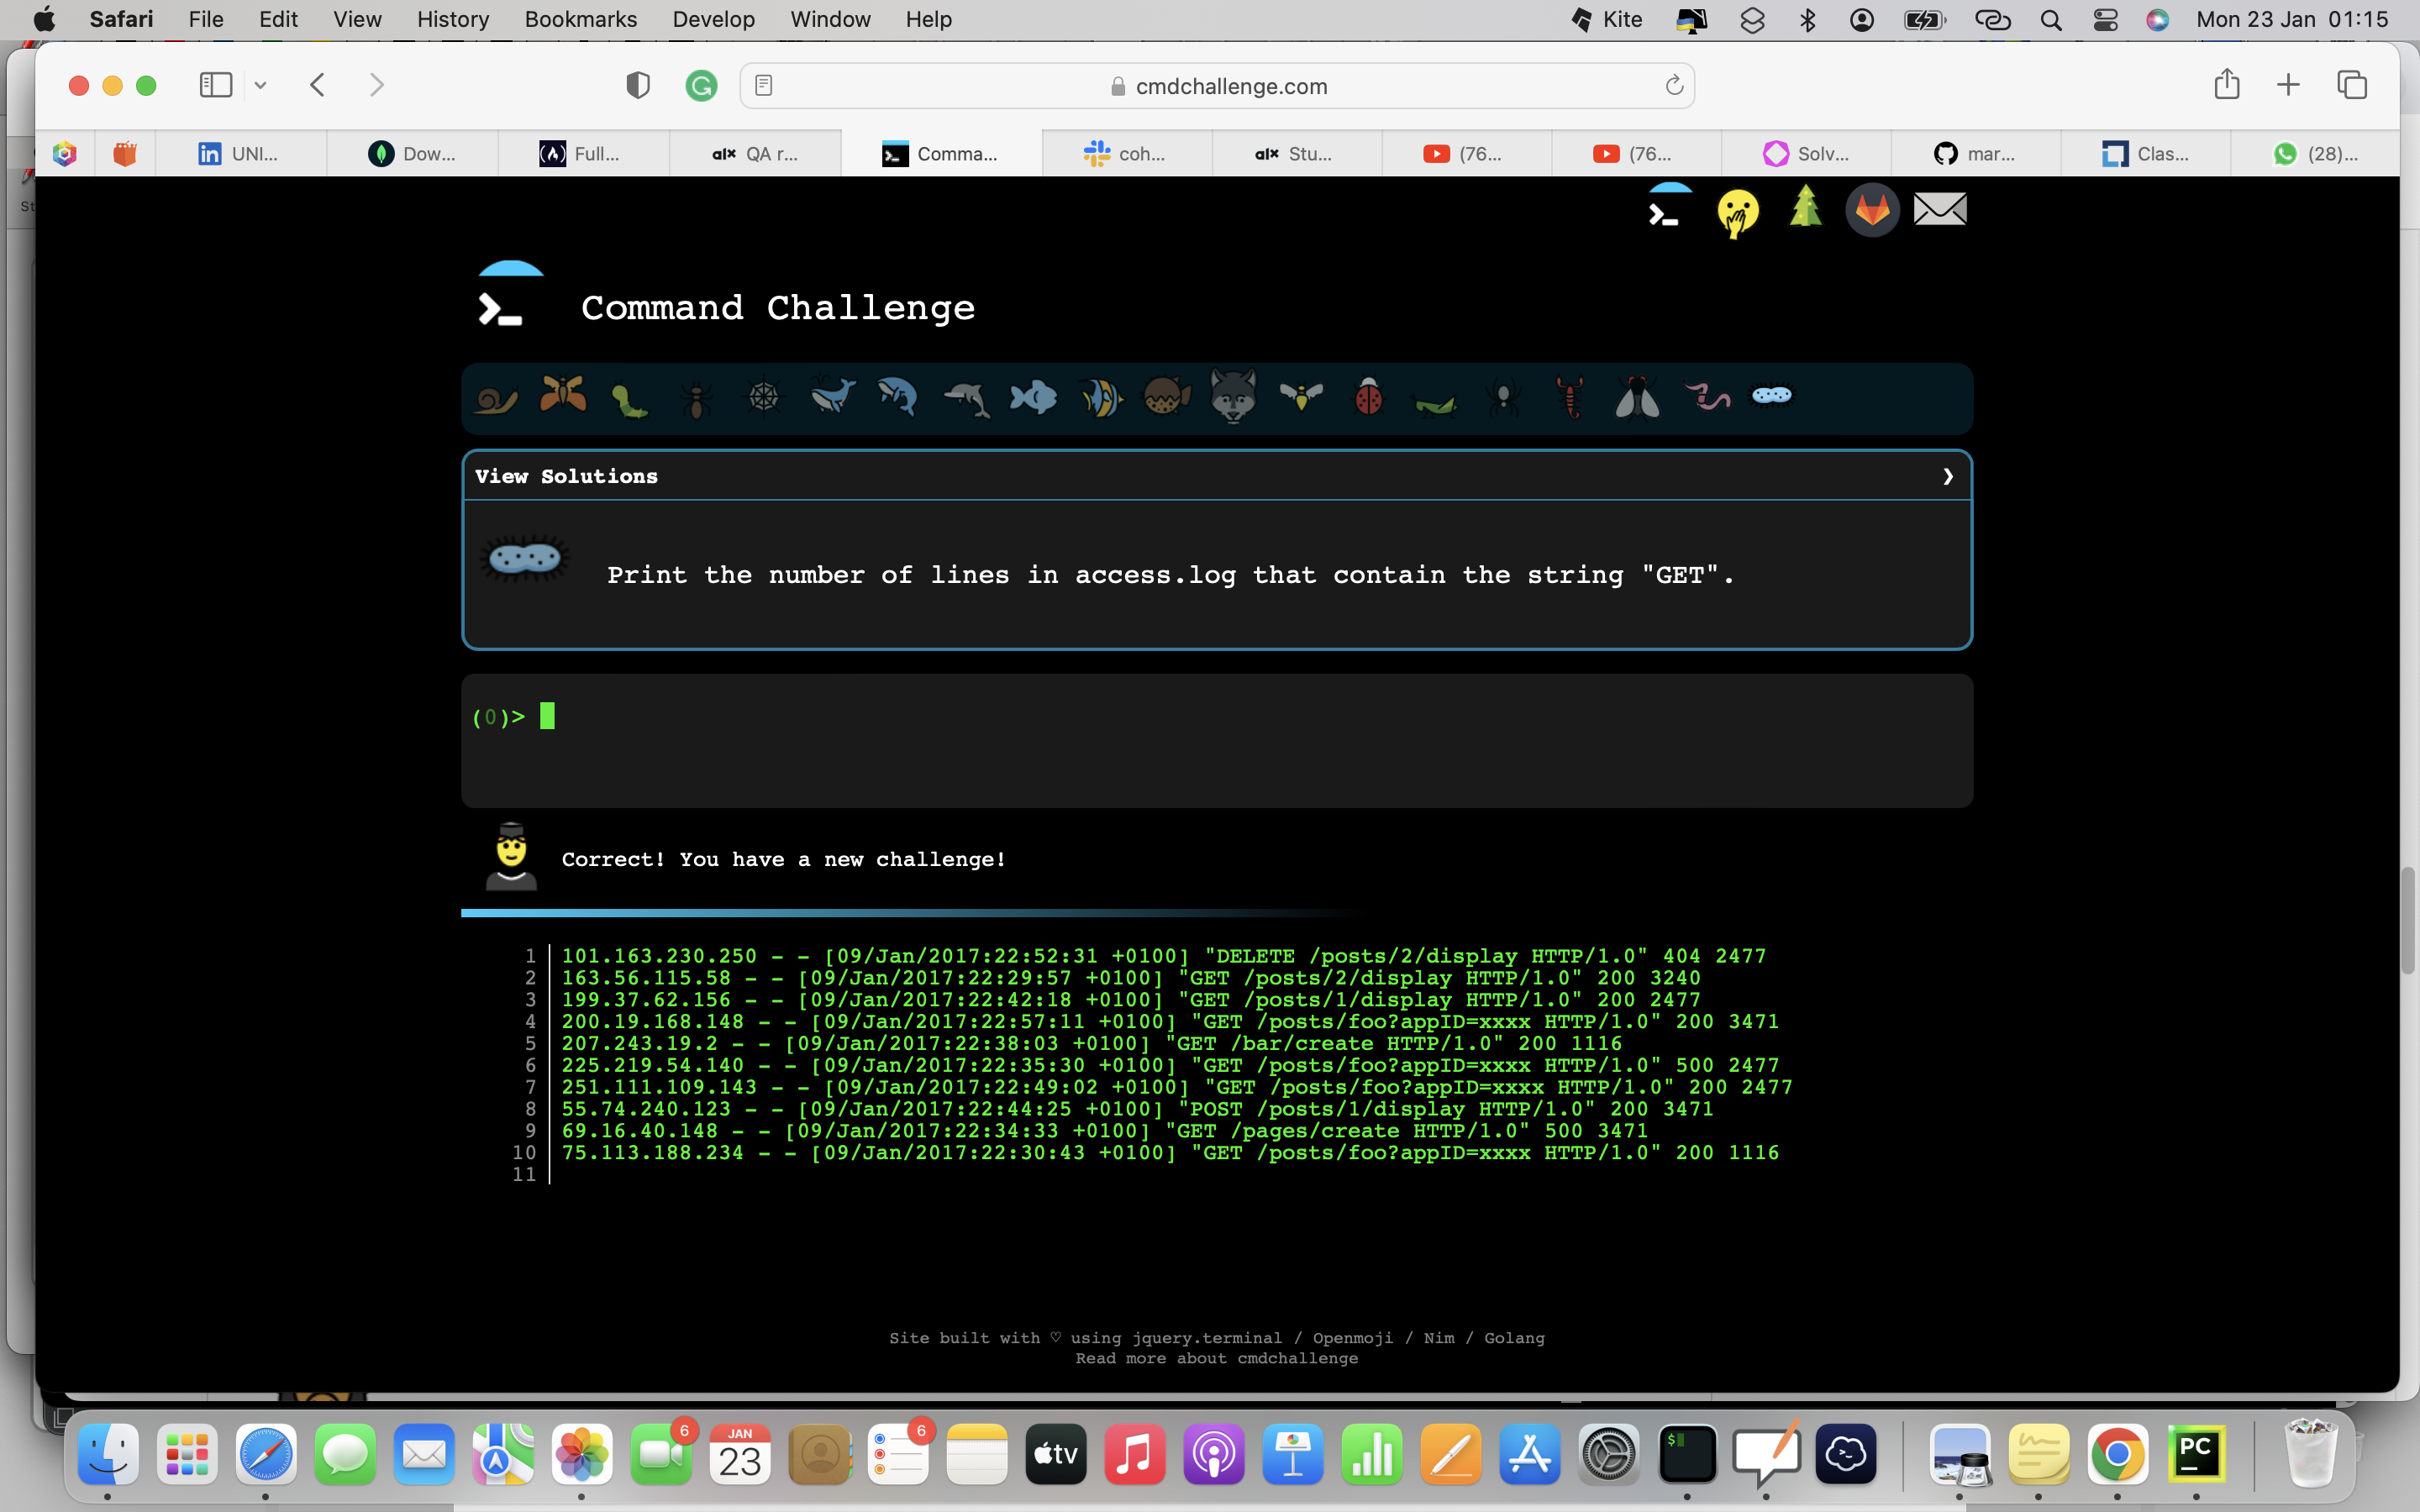 Safari File Edit View History Bookmarks Develop Window Help Kite Mon 23 Jan 01:15
cmdchallenge.com
UNI... Dow... Full... alx QA r... Comma... coh... alx Stu... (76... (76... Solv... mar... Clas... (28)...
St
Command Challenge
View Solutions ❯
Print the number of lines in access.log that contain the string "GET".
(0)>
Correct! You have a new challenge!
1 101.163.230.250 - - [09/Jan/2017:22:52:31 +0100] "DELETE /posts/2/display HTTP/1.0" 404 2477
2 163.56.115.58 - - [09/Jan/2017:22:29:57 +0100] "GET /posts/2/display HTTP/1.0" 200 3240
3 199.37.62.156 - - [09/Jan/2017:22:42:18 +0100] "GET /posts/1/display HTTP/1.0" 200 2477
4 200.19.168.148 - - [09/Jan/2017:22:57:11 +0100] "GET /posts/foo?appID=xxxx HTTP/1.0" 200 3471
5 207.243.19.2 - - [09/Jan/2017:22:38:03 +0100] "GET /bar/create HTTP/1.0" 200 1116
6 225.219.54.140 - - [09/Jan/2017:22:35:30 +0100] "GET /posts/foo?appID=xxxx HTTP/1.0" 500 2477
7 251.111.109.143 - - [09/Jan/2017:22:49:02 +0100] "GET /posts/foo?appID=xxxx HTTP/1.0" 200 2477
8 55.74.240.123 - - [09/Jan/2017:22:44:25 +0100] "POST /posts/1/display HTTP/1.0" 200 3471
9 69.16.40.148 - - [09/Jan/2017:22:34:33 +0100] "GET /pages/create HTTP/1.0" 500 3471
10 75.113.188.234 - - [09/Jan/2017:22:30:43 +0100] "GET /posts/foo?appID=xxxx HTTP/1.0" 200 1116
11
Site built with ♡ using jquery.terminal / Openmoji / Nim / Golang
Read more about cmdchallenge
6 JAN 23 6 tv $ PC